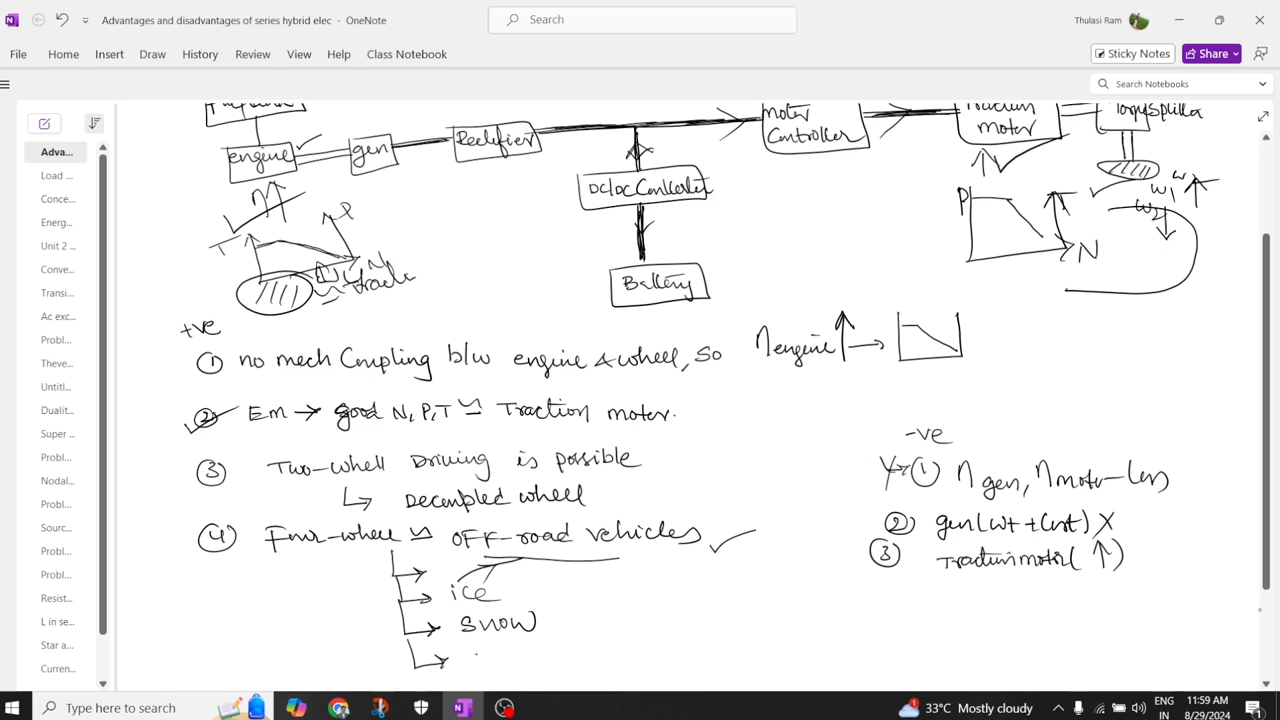 Advantages and disadvantages of series hybrid elec - OneNote
Search
Thulasi Ram
File Home Insert Draw History Review View Help Class Notebook
Sticky Notes
Share
Search Notebooks
Adva...
Load ...
Conce...
Energ...
Unit 2 ...
Conve...
Transi...
Ac exc...
Probl...
Theve...
Untitl...
Dualit...
Super ...
Probl...
Nodal...
Probl...
Sourc...
Probl...
Probl...
Probl...
Resist...
L in se...
Star a...
Curren...
motor
Controller
motor
engine
gen
Rectifier
DC/DC Converter
Battery
η
T
P
N
P
N
W1
W2
+ve
① no mech Coupling b/w engine & wheel, so
η engine
② Em → good N, P, T ≌ Traction motor.
③ Two-whell Driving is possible
Decoupled wheel
④ Four-wheel ≌ OFF-road vehicles
ice
snow
-ve
① η gen, η motor - less
② gen (wt + cost) X
③ Traction motor ( ↑ )
Type here to search
33°C Mostly cloudy
ENG
IN
11:59 AM
8/29/2024